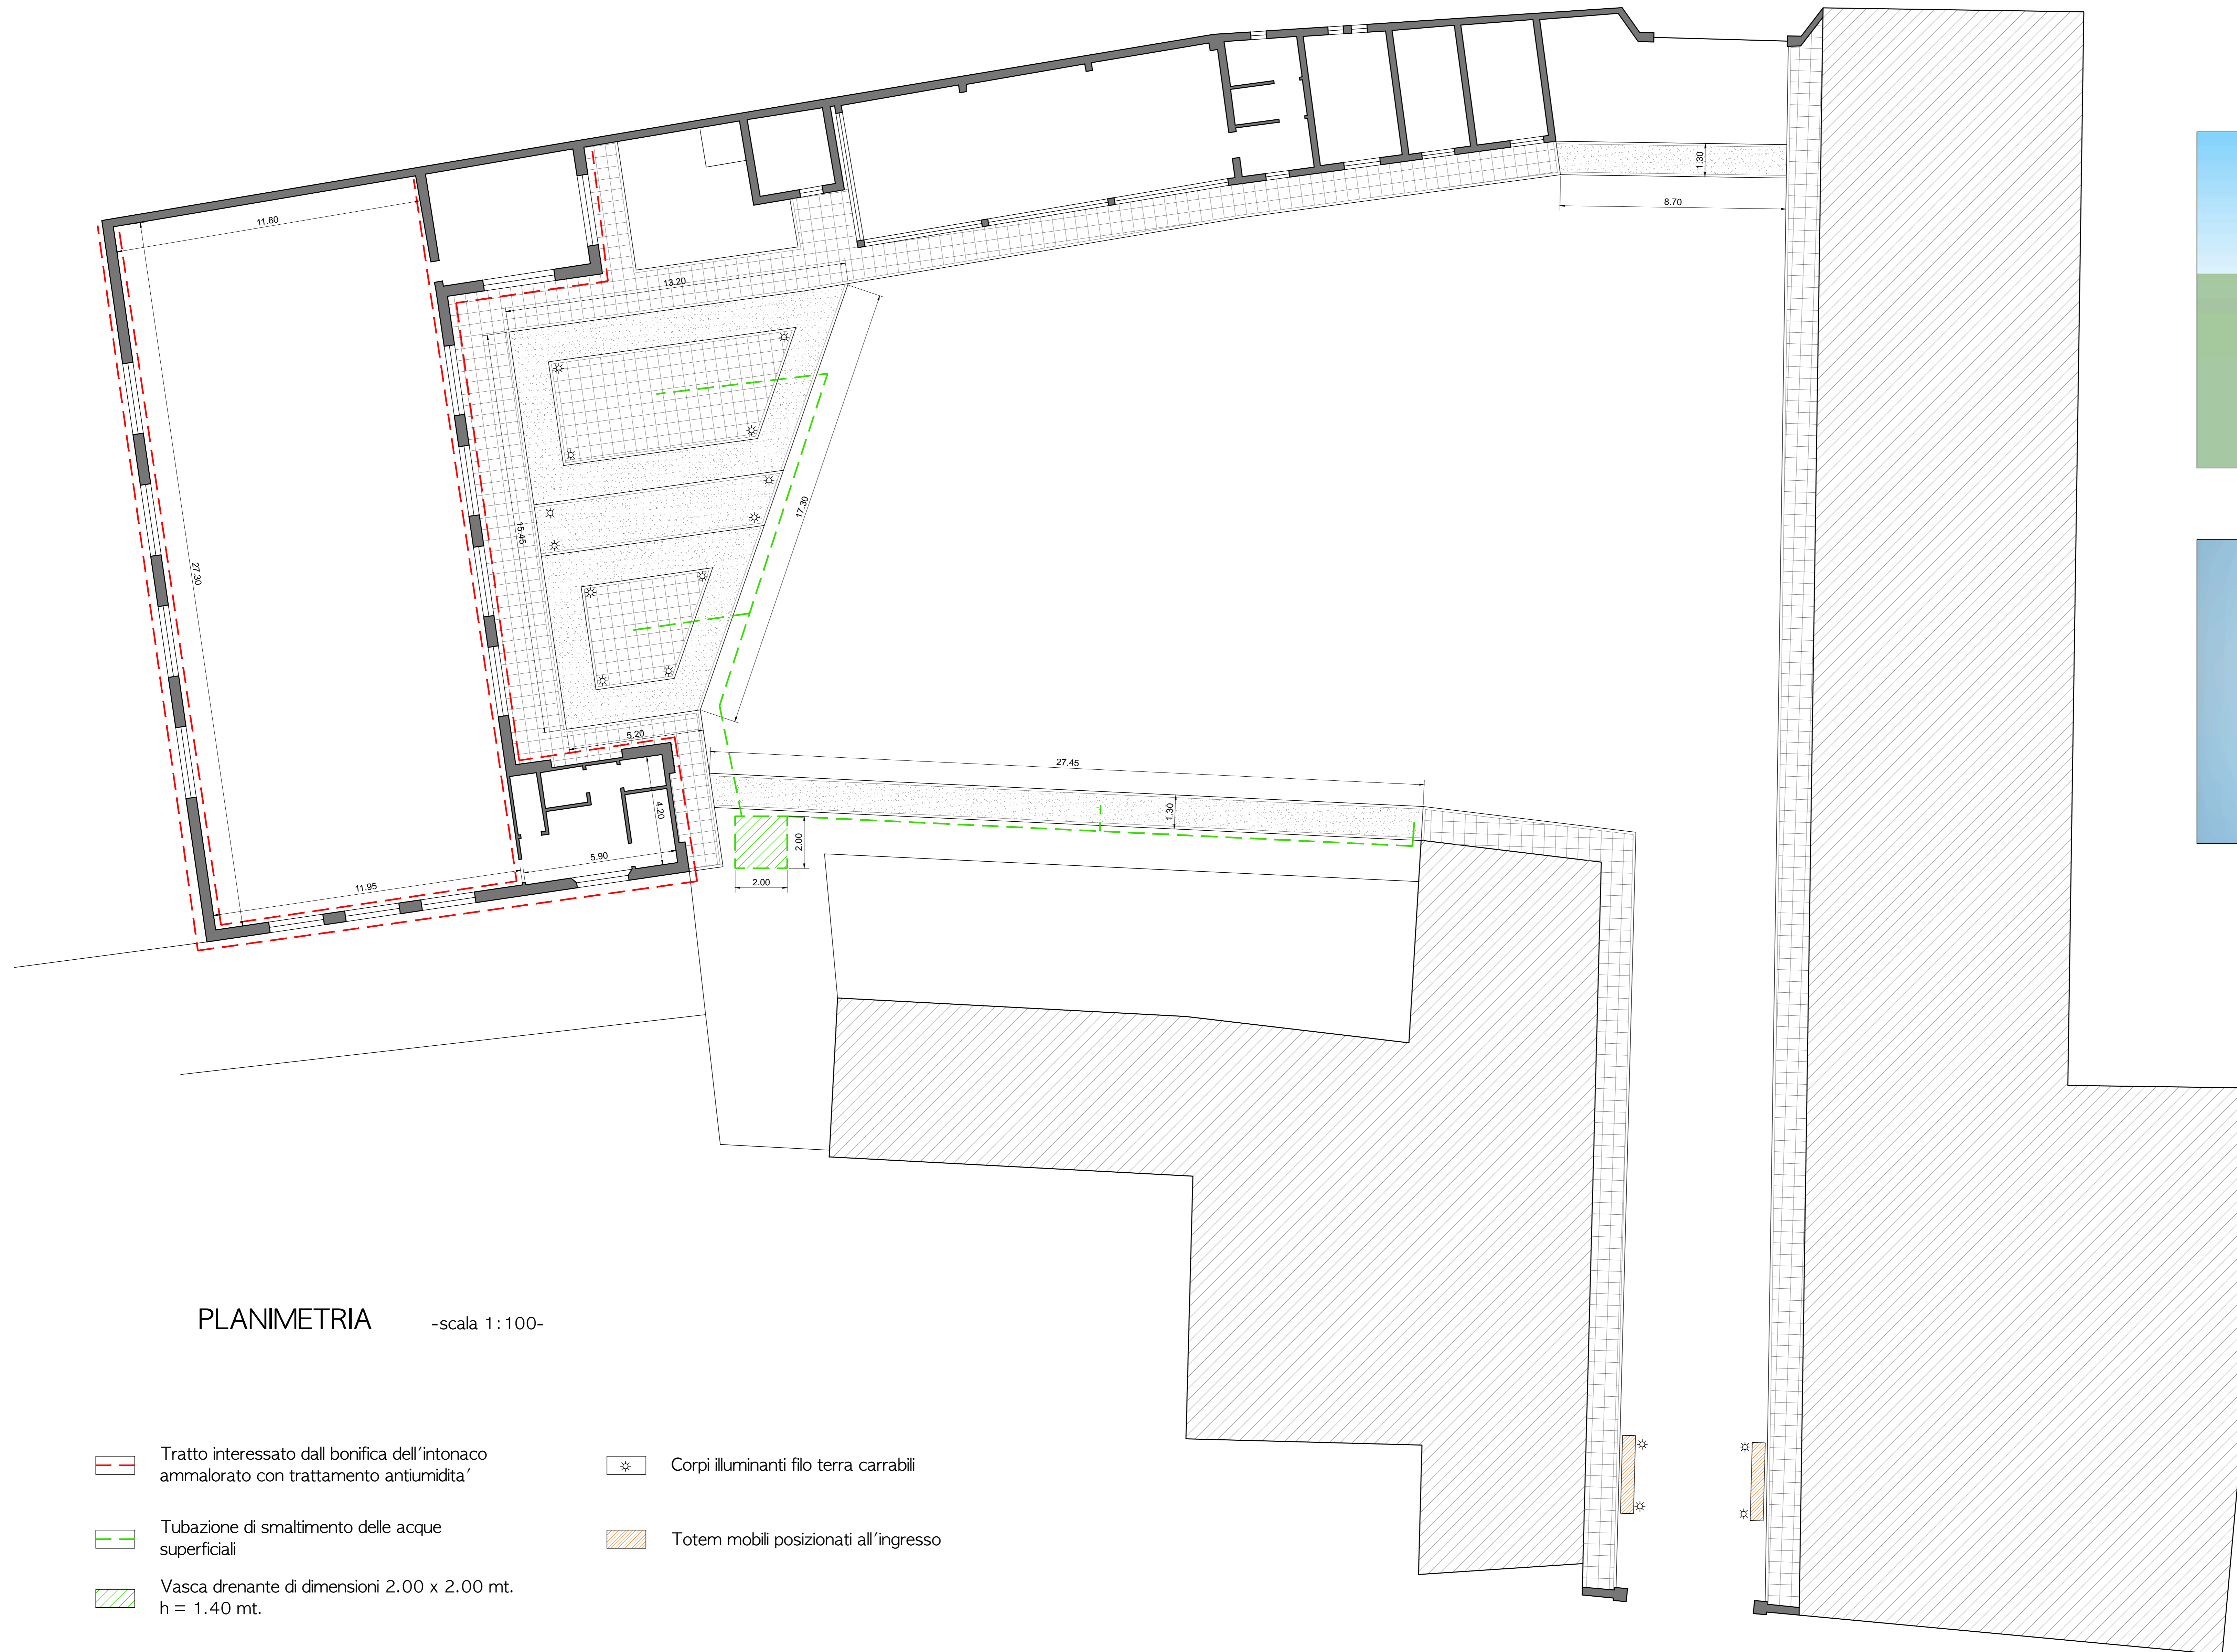 1.30
8.70
11.80
13.20
17.30
15.45
27.30
5.20
27.45
1.30
4.20
2.00
5.90
2.00
11.95
PLANIMETRIA -scala 1:100-
Tratto interessato dall bonifica dell'intonaco
ammalorato con trattamento antiumidita'
Tubazione di smaltimento delle acque
superficiali
Vasca drenante di dimensioni 2.00 x 2.00 mt.
h = 1.40 mt.
Corpi illuminanti filo terra carrabili
Totem mobili posizionati all'ingresso